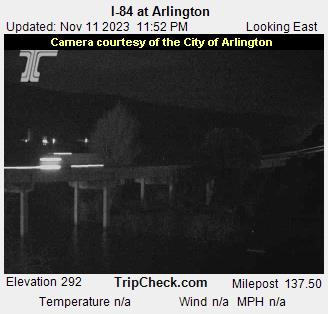 I-84 at Arlington
Updated: Nov 11 2023 11:52 PM Looking East
Camera courtesy of the City of Arlington
Elevation 292 TripCheck.com Milepost 137.50
Temperature n/a Wind n/a MPH n/a